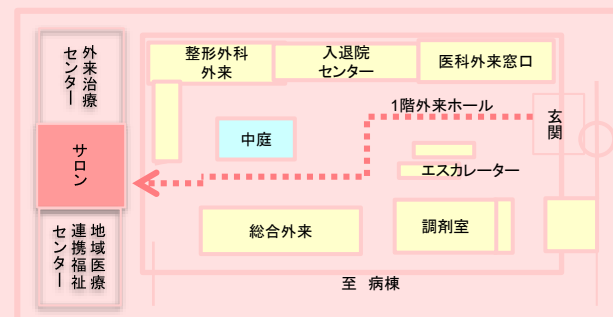 外来治療
センター
整形外科
外来
入退院
センター
医科外来窓口
1階外来ホール
玄関
中庭
サロン
エスカレーター
総合外来
調剤室
地域医療
連携福祉
センター
至 病棟